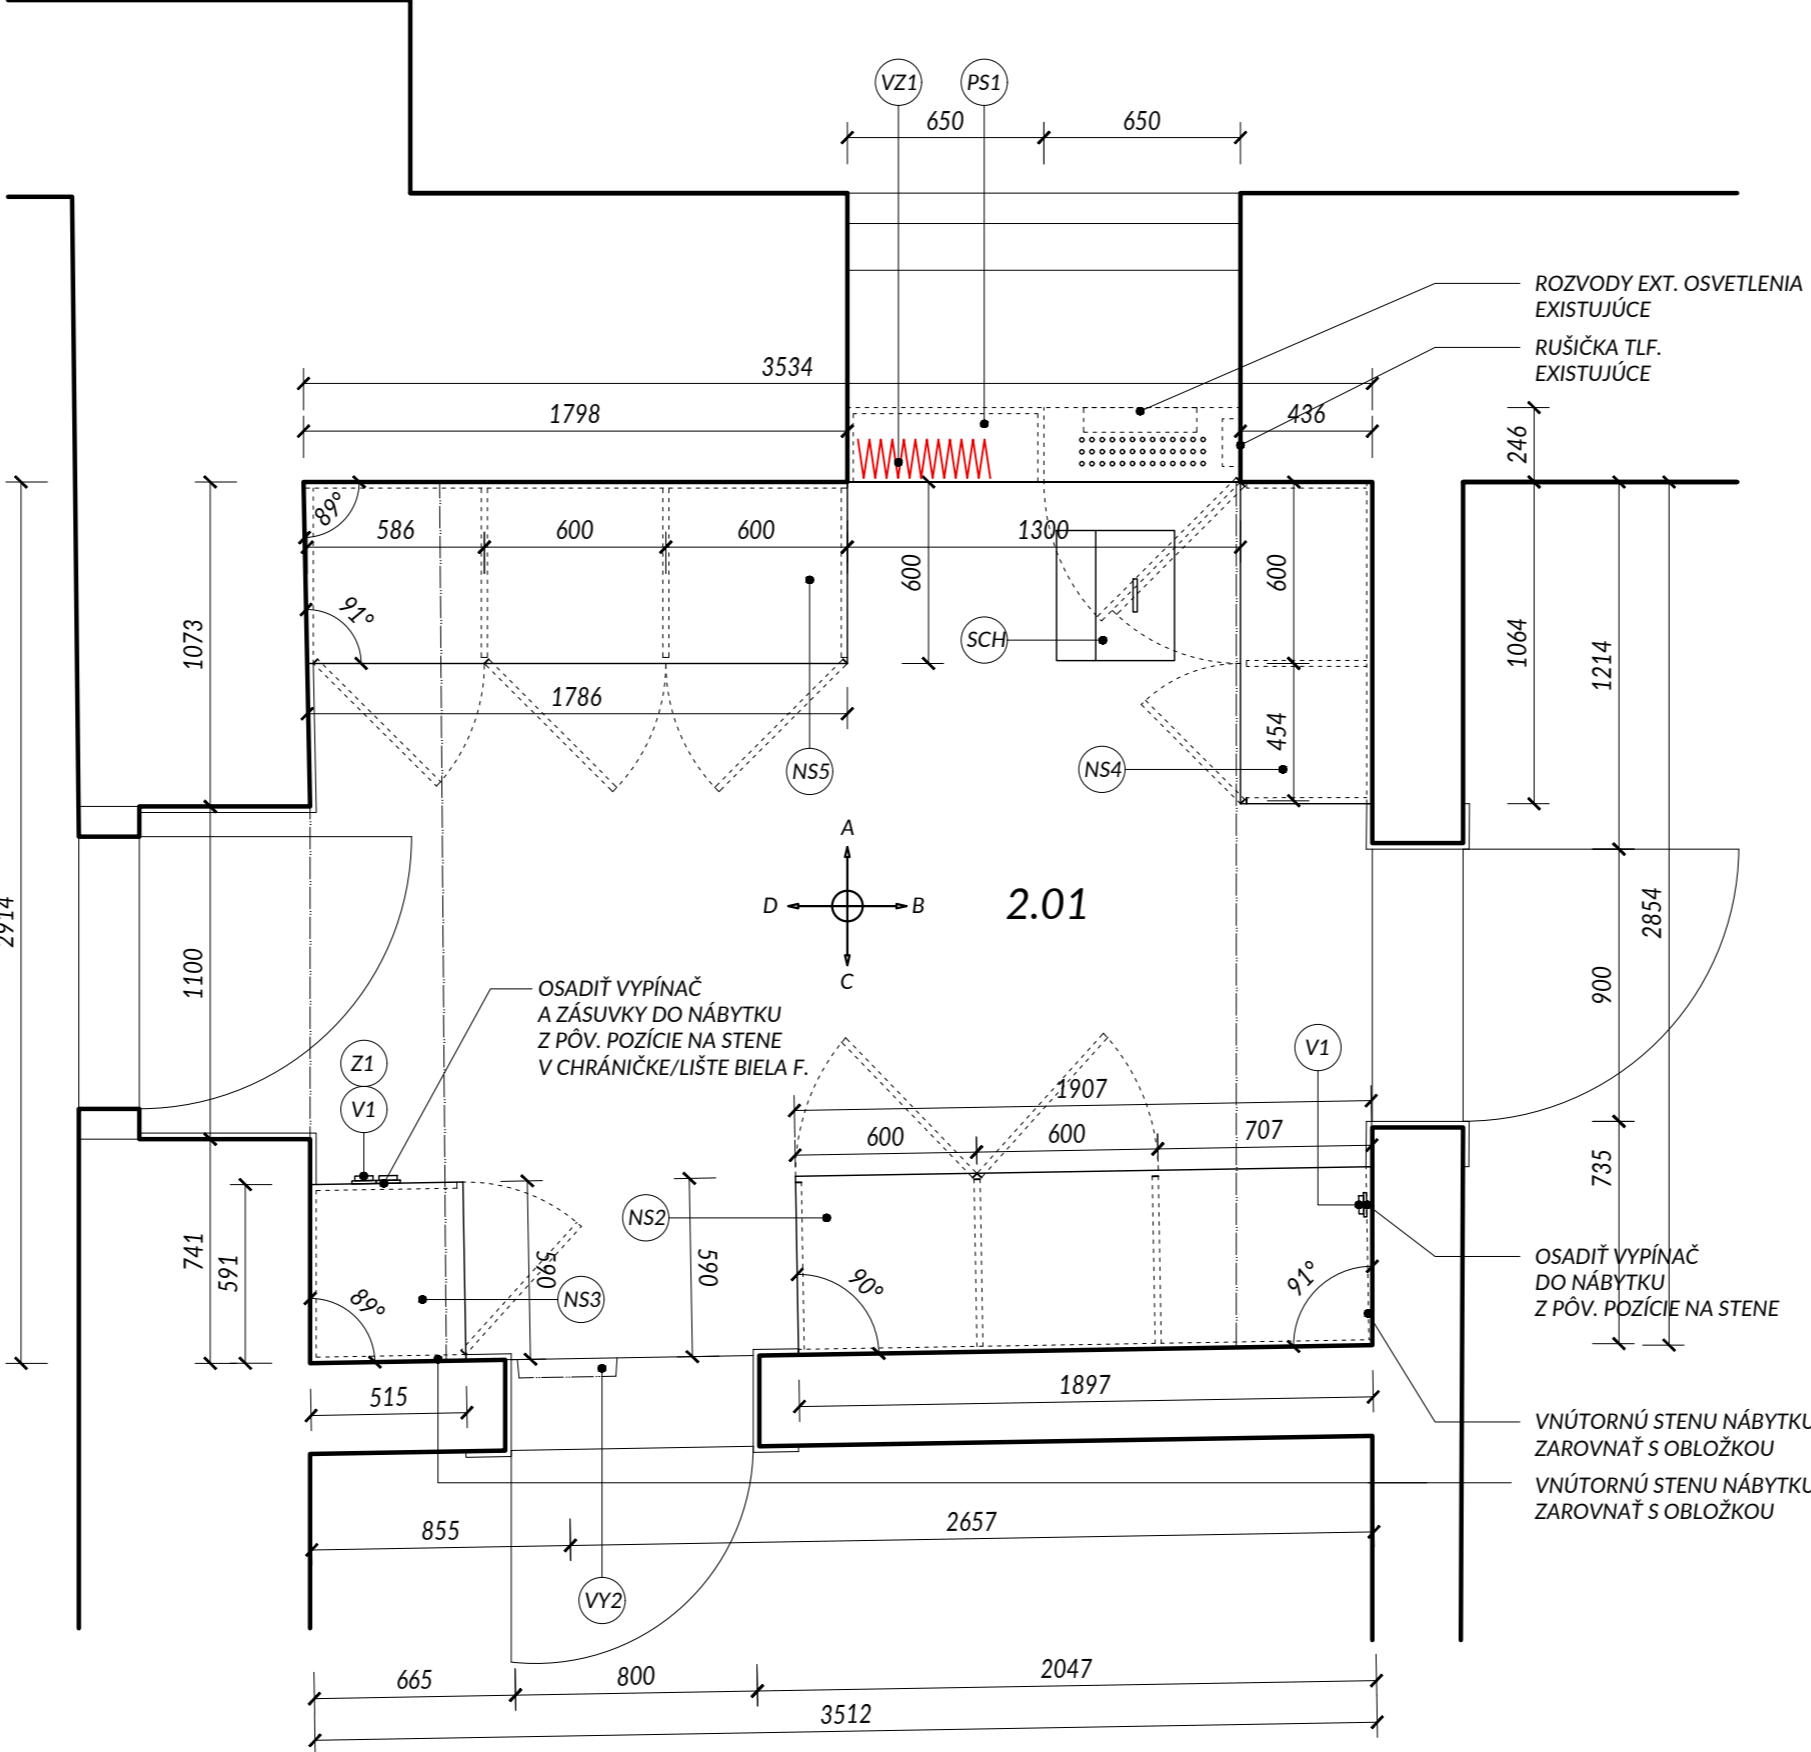 VZ1
PS1
650
650
ROZVODY EXT. OSVETLENIA
EXISTUJÚCE
RUŠIČKA TLF.
EXISTUJÚCE
3534
1798
436
246
89°
586
600
600
1300
600
600
91°
1073
SCH
1064
1214
1786
454
NS5
NS4
A
D
B
C
2.01
2914
1100
2854
900
OSADIŤ VYPÍNAČ
A ZÁSUVKY DO NÁBYTKU
Z PÔV. POZÍCIE NA STENE
V CHRÁNIČKE/LIŠTE BIELA F.
Z1
V1
V1
1907
600
600
707
735
NS2
741
591
590
590
NS3
89°
90°
91°
OSADIŤ VYPÍNAČ
DO NÁBYTKU
Z PÔV. POZÍCIE NA STENE
515
1897
VNÚTORNÚ STENU NÁBYTKU
ZAROVNAŤ S OBLOŽKOU
VNÚTORNÚ STENU NÁBYTKU
ZAROVNAŤ S OBLOŽKOU
855
2657
VY2
665
800
2047
3512